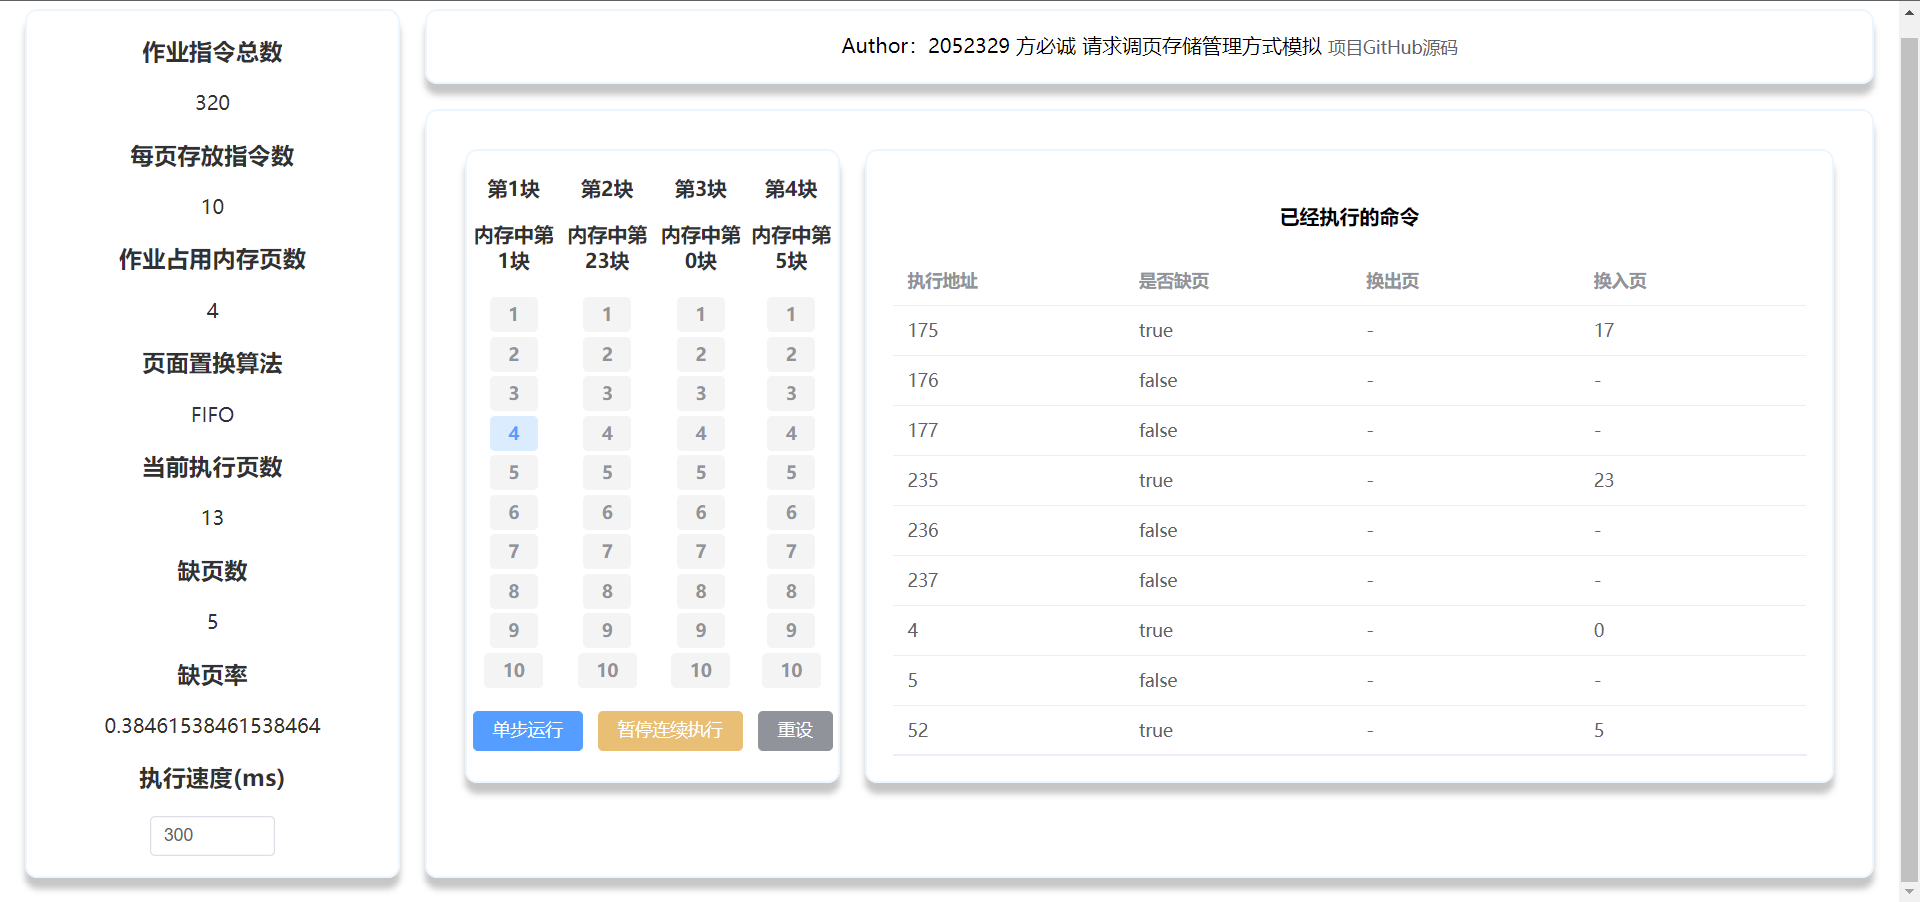 作业指令总数
320
每页存放指令数
10
作业占用内存页数
4
页面置换算法
FIFO
当前执行页数
13
缺页数
5
缺页率
0.38461538461538464
执行速度(ms)
300
Author：2052329 方必诚 请求调页存储管理方式模拟 项目GitHub源码
第1块 第2块 第3块 第4块
内存中第 内存中第 内存中第 内存中第
1块 23块 0块 5块
1 1 1 1
2 2 2 2
3 3 3 3
4 4 4 4
5 5 5 5
6 6 6 6
7 7 7 7
8 8 8 8
9 9 9 9
10 10 10 10
单步运行 暂停连续执行 重设
已经执行的命令
执行地址 是否缺页 换出页 换入页
175 true - 17
176 false - -
177 false - -
235 true - 23
236 false - -
237 false - -
4 true - 0
5 false - -
52 true - 5